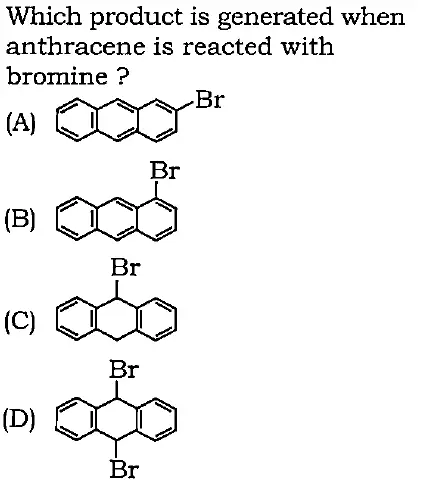 Which product is generated when
anthracene is reacted with
bromine ?
(A)
Br
(B)
Br
(C)
Br
(D)
Br
Br